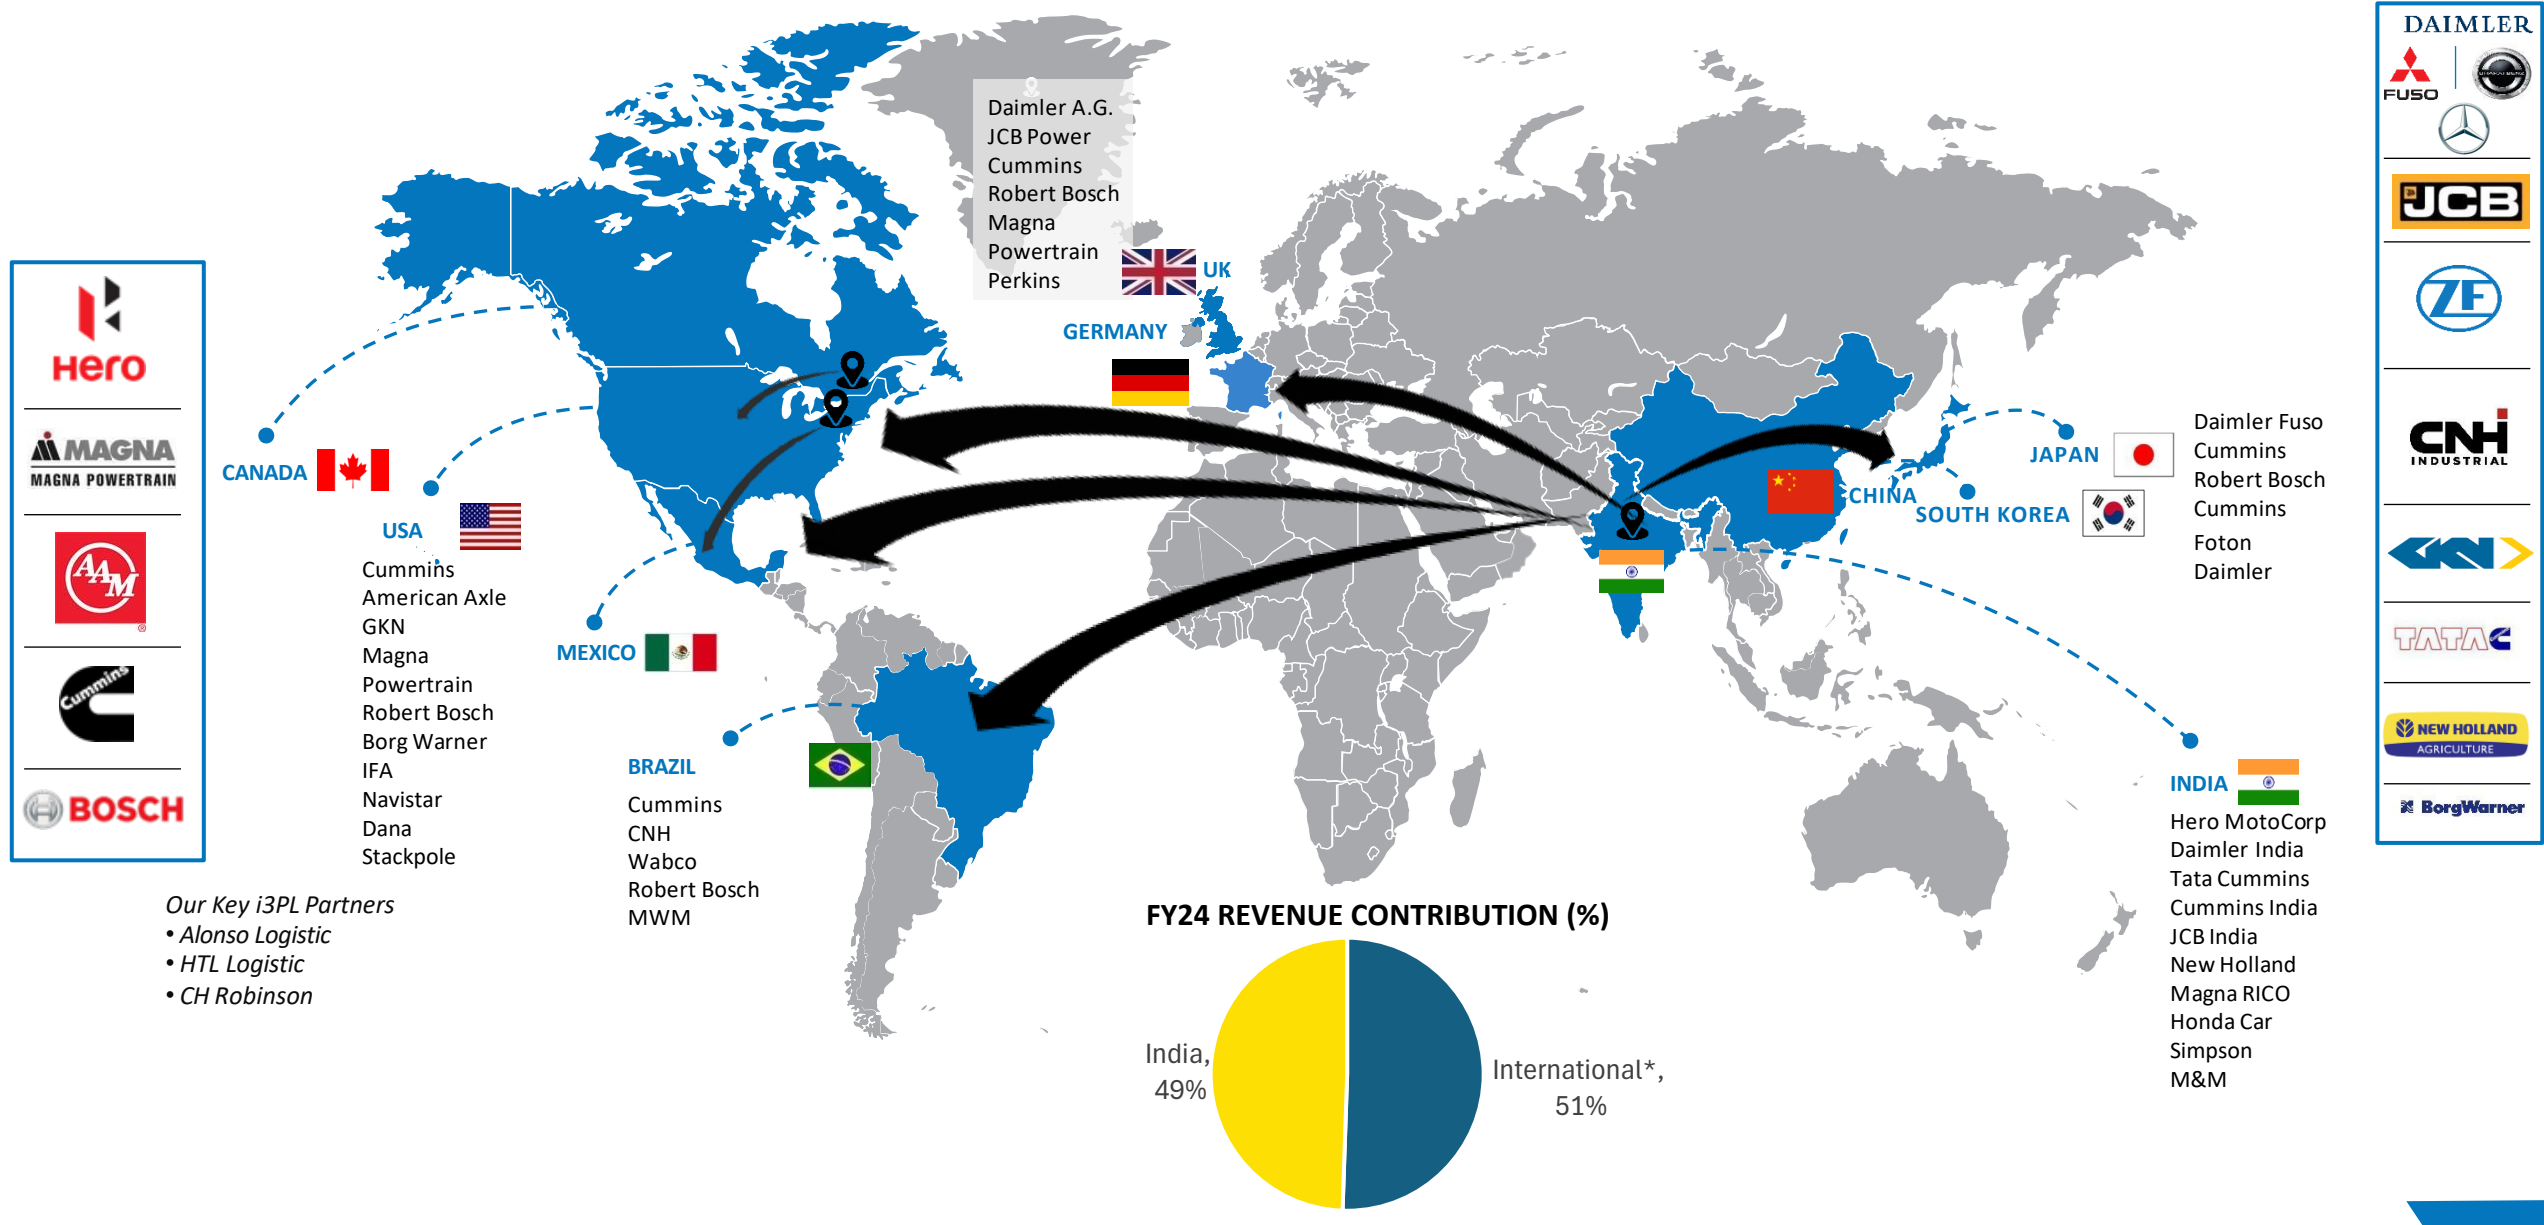 Hero
MAGNA
MAGNA POWERTRAIN
AAM
®
Cummins
BOSCH
CANADA
USA
Cummins
American Axle
GKN
Magna
Powertrain
Robert Bosch
Borg Warner
IFA
Navistar
Dana
Stackpole
Our Key i3PL Partners
• Alonso Logistic
• HTL Logistic
• CH Robinson
MEXICO
BRAZIL
Cummins
CNH
Wabco
Robert Bosch
MWM
Daimler A.G.
JCB Power
Cummins
Robert Bosch
Magna
Powertrain
Perkins
UK
GERMANY
CHINA
JAPAN
SOUTH KOREA
Daimler Fuso
Cummins
Robert Bosch
Cummins
Foton
Daimler
INDIA
Hero MotoCorp
Daimler India
Tata Cummins
Cummins India
JCB India
New Holland
Magna RICO
Honda Car
Simpson
M&M
FY24 REVENUE CONTRIBUTION (%)
India,
49%
International*,
51%
DAIMLER
FUSO
JCB
ZF
CNH
INDUSTRIAL
GKN
TATA
NEW HOLLAND
AGRICULTURE
BorgWarner